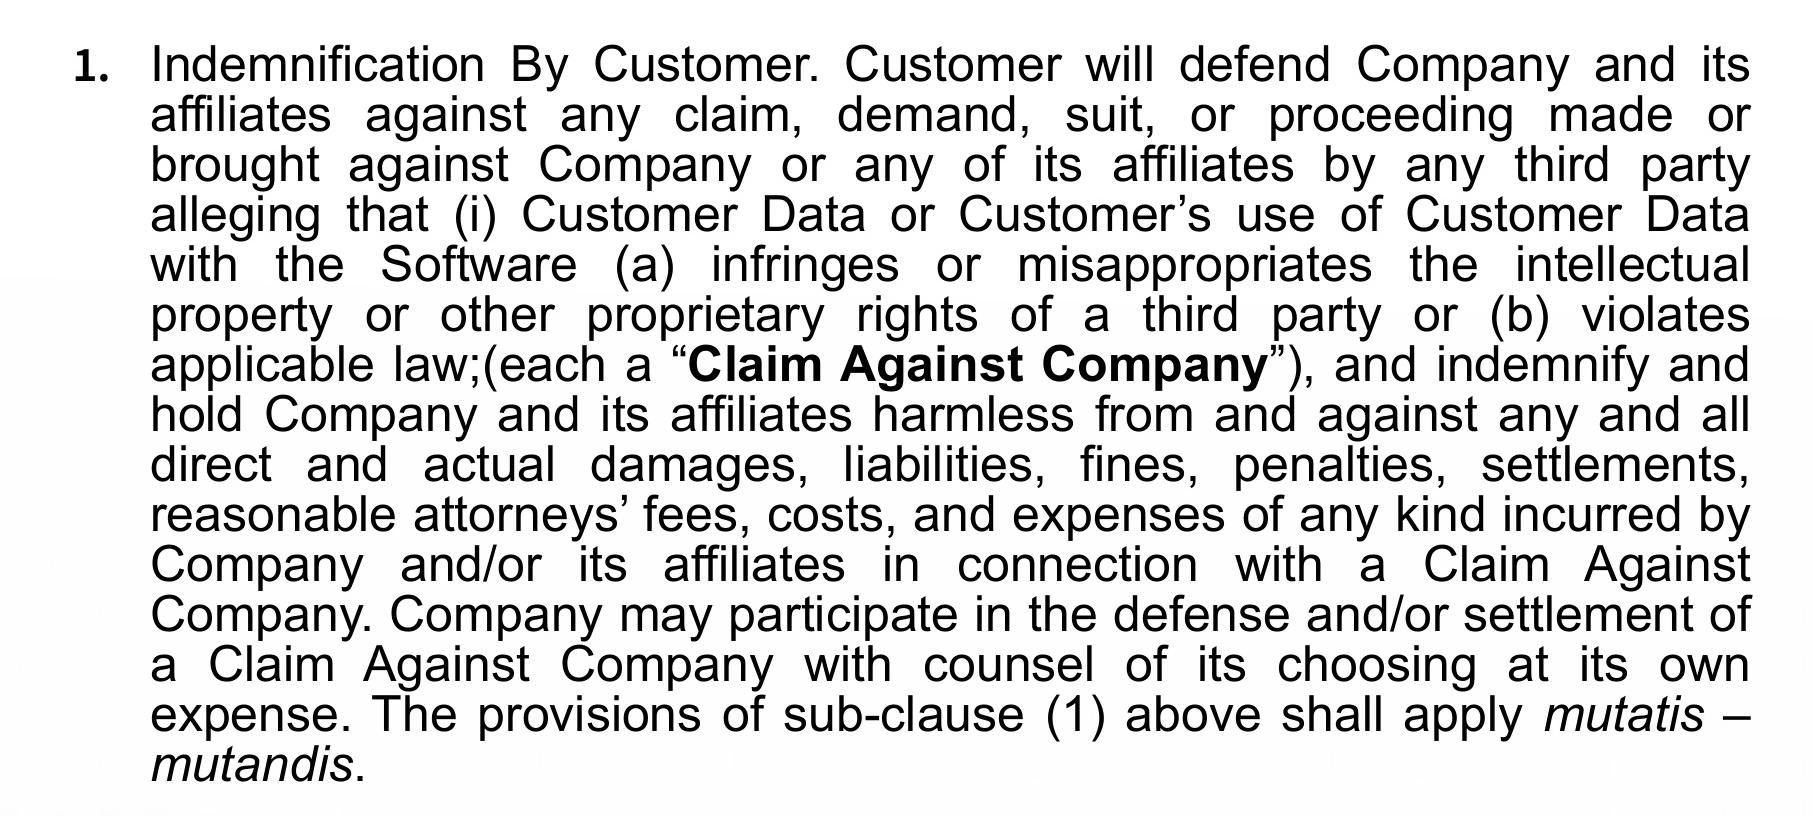 1. Indemnification By Customer. Customer will defend Company and its
affiliates against any claim, demand, suit, or proceeding made or
brought against Company or any of its affiliates by any third party
alleging that (i) Customer Data or Customer’s use of Customer Data
with the Software (a) infringes or misappropriates the intellectual
property or other proprietary rights of a third party or (b) violates
applicable law;(each a “Claim Against Company”), and indemnify and
hold Company and its affiliates harmless from and against any and all
direct and actual damages, liabilities, fines, penalties, settlements,
reasonable attorneys’ fees, costs, and expenses of any kind incurred by
Company and/or its affiliates in connection with a Claim Against
Company. Company may participate in the defense and/or settlement of
a Claim Against Company with counsel of its choosing at its own
expense. The provisions of sub-clause (1) above shall apply mutatis –
mutandis.